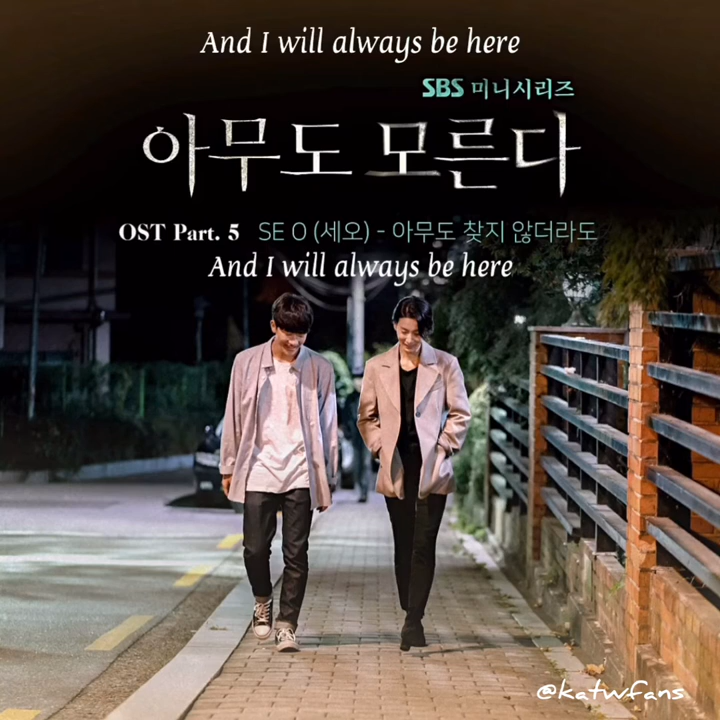 And I will always be here
SBS 미니시리즈
아무도 모른다
OST Part. 5 SE O (세오) - 아무도 찾지 않더라도
And I will always be here
@katwfans